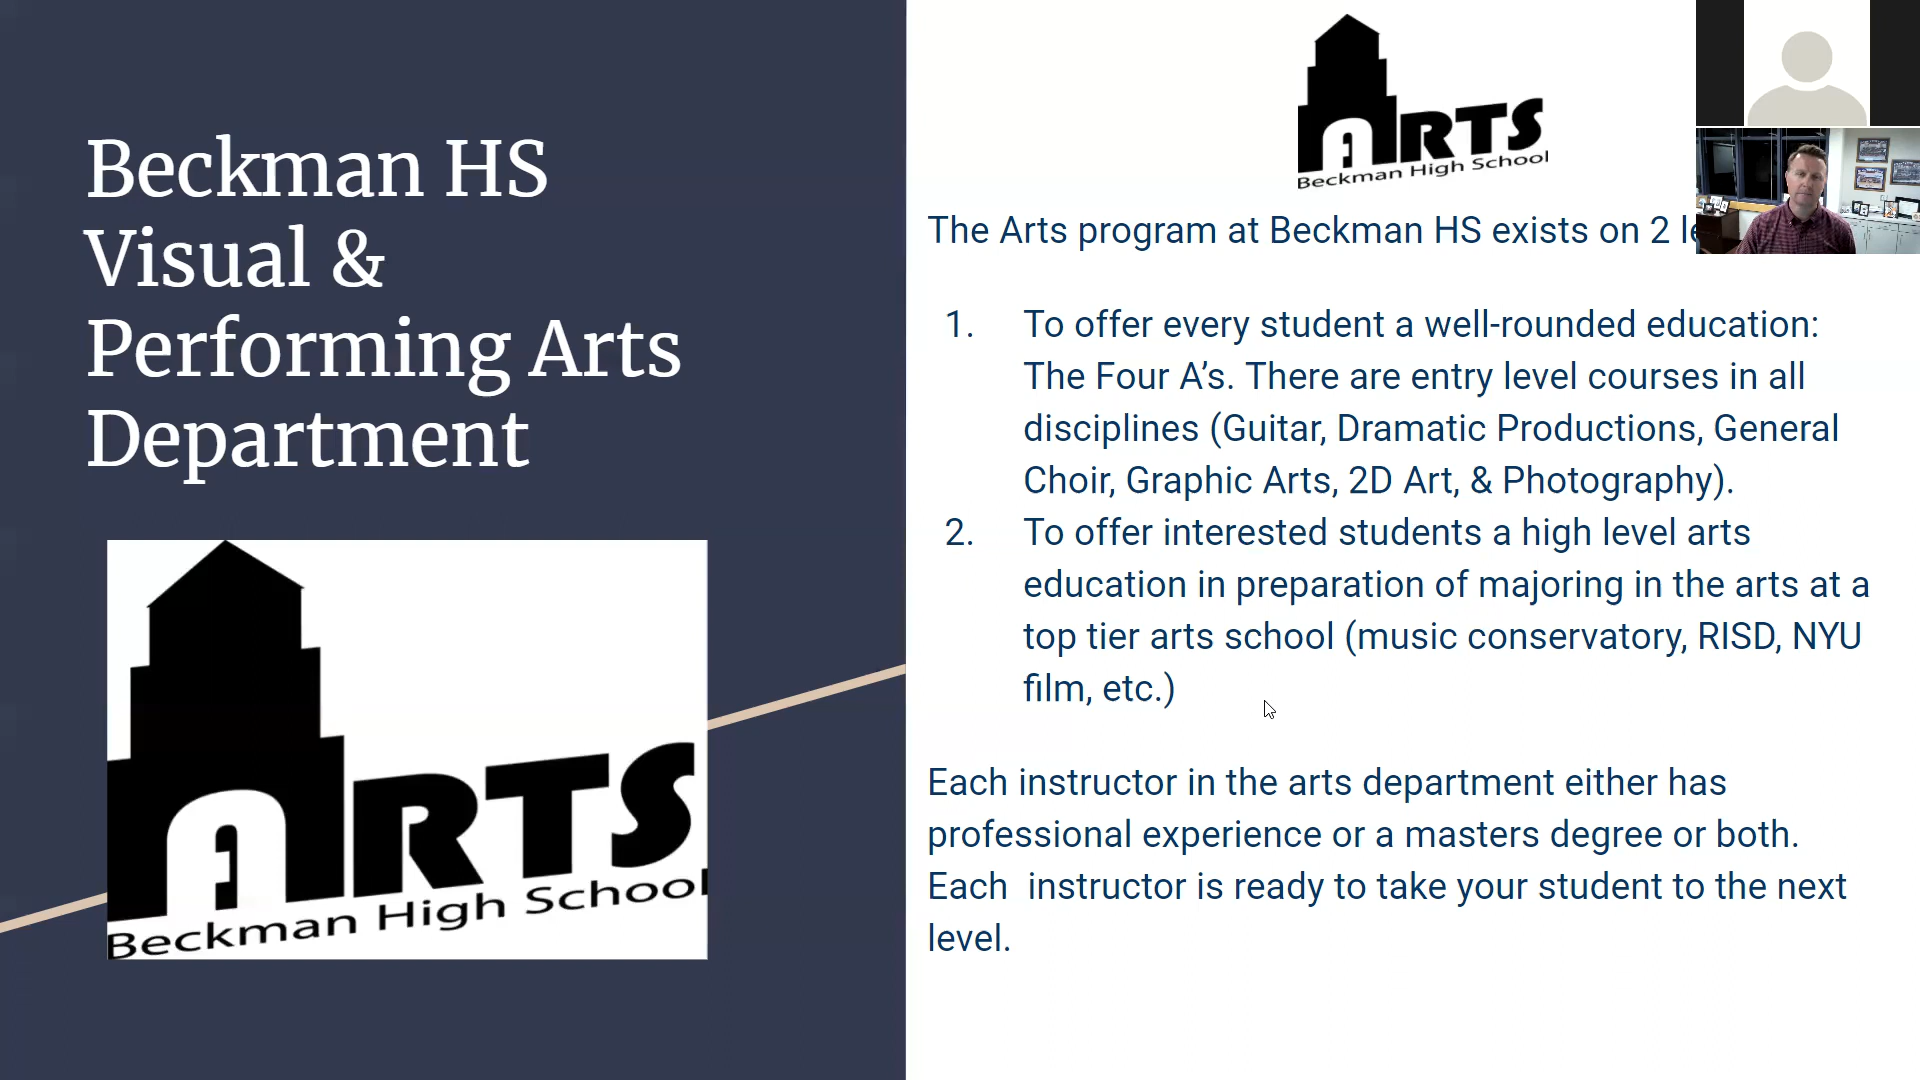 Beckman HS
Visual &
Performing Arts
Department
ARTS
Beckman High School
ARTS
Beckman High School
The Arts program at Beckman HS exists on 2
1. To offer every student a well-rounded education:
The Four A’s. There are entry level courses in all
disciplines (Guitar, Dramatic Productions, General
Choir, Graphic Arts, 2D Art, & Photography).
2. To offer interested students a high level arts
education in preparation of majoring in the arts at a
top tier arts school (music conservatory, RISD, NYU
film, etc.)
Each instructor in the arts department either has
professional experience or a masters degree or both.
Each  instructor is ready to take your student to the next
level.